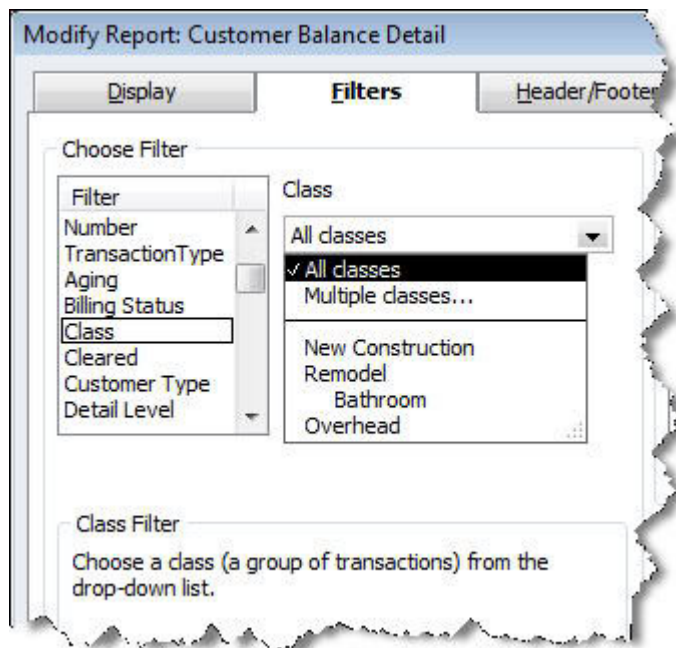 Modify Report: Customer Balance Detail
Display
Filters
Header/Footer
Choose Filter
Filter
Number
TransactionType
Aging
Billing Status
Class
Cleared
Customer Type
Detail Level
Class
All classes
✓ All classes
Multiple classes...
New Construction
Remodel
Bathroom
Overhead
Class Filter
Choose a class (a group of transactions) from the
drop-down list.